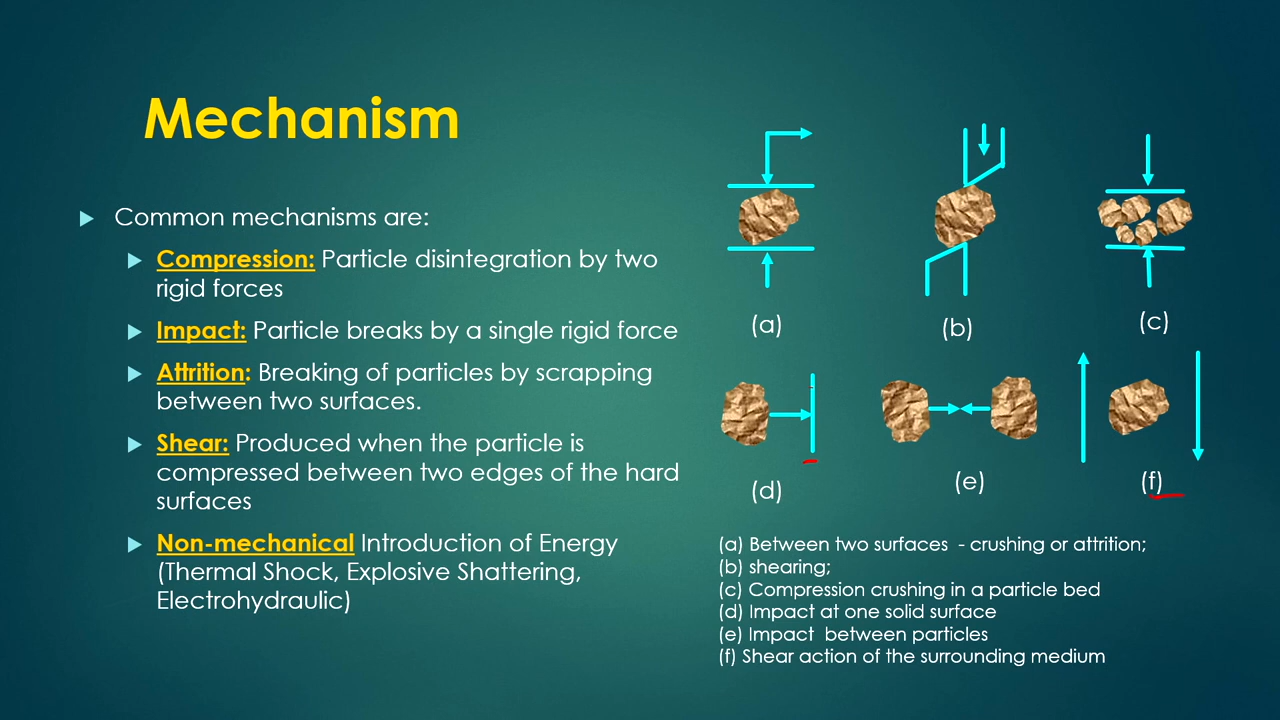 Mechanism
Common mechanisms are:
Compression: Particle disintegration by two
rigid forces
Impact: Particle breaks by a single rigid force
Attrition: Breaking of particles by scrapping
between two surfaces.
Shear: Produced when the particle is
compressed between two edges of the hard
surfaces
Non-mechanical Introduction of Energy
(Thermal Shock, Explosive Shattering,
Electrohydraulic)
(a)
(b)
(c)
(d)
(e)
(f)
(a) Between two surfaces - crushing or attrition;
(b) shearing;
(c) Compression crushing in a particle bed
(d) Impact at one solid surface
(e) Impact between particles
(f) Shear action of the surrounding medium